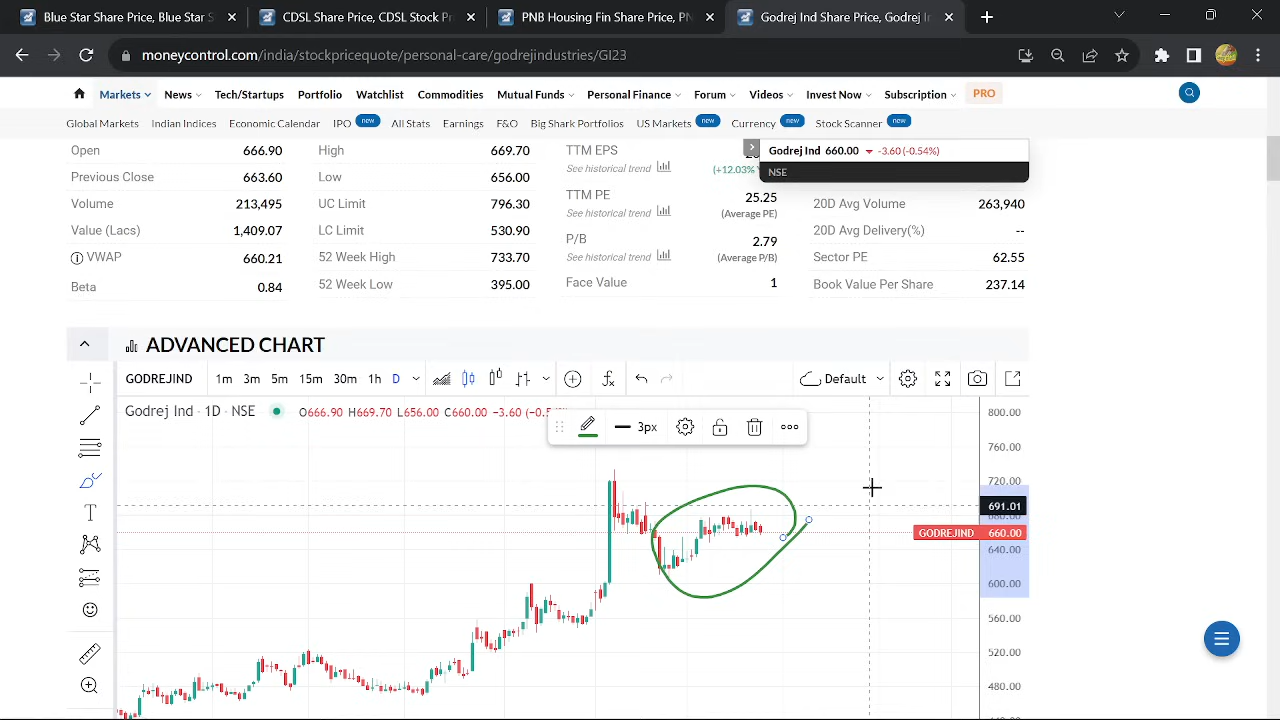 Blue Star Share Price, Blue Star S
CDSL Share Price, CDSL Stock Pr
PNB Housing Fin Share Price, PN
Godrej Ind Share Price, Godrej In
moneycontrol.com/india/stockpricequote/personal-care/godrejindustries/GI23
Markets News Tech/Startups Portfolio Watchlist Commodities Mutual Funds Personal Finance Forum Videos Invest Now Subscription PRO
Global Markets Indian Indices Economic Calendar IPO new All Stats Earnings F&O Big Shark Portfolios US Markets new Currency new Stock Scanner new
Godrej Ind 660.00 -3.60 (-0.54%)
NSE
Open 666.90
Previous Close 663.60
Volume 213,495
Value (Lacs) 1,409.07
VWAP 660.21
Beta 0.84
High 669.70
Low 656.00
UC Limit 796.30
LC Limit 530.90
52 Week High 733.70
52 Week Low 395.00
TTM EPS
See historical trend
(+12.03%
TTM PE 25.25
See historical trend (Average PE)
P/B 2.79
See historical trend (Average P/B)
Face Value 1
20D Avg Volume 263,940
20D Avg Delivery(%) --
Sector PE 62.55
Book Value Per Share 237.14
ADVANCED CHART
GODREJIND 1m 3m 5m 15m 30m 1h D Default
Godrej Ind · 1D · NSE O666.90 H669.70 L656.00 C660.00 −3.60
3px
800.00
760.00
720.00
691.01
GODREJIND 660.00
640.00
600.00
560.00
520.00
480.00